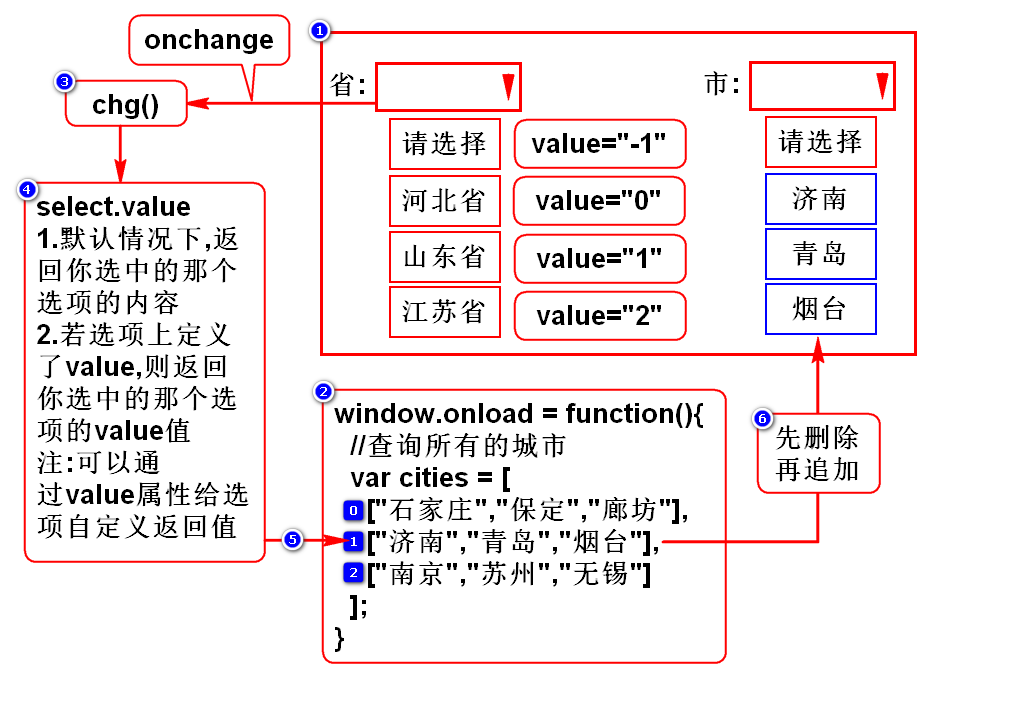 onchange
1
3
chg()
省:
市:
请选择
value="-1"
请选择
河北省
value="0"
济南
山东省
value="1"
青岛
江苏省
value="2"
烟台
4
select.value
1.默认情况下,返
回你选中的那个
选项的内容
2.若选项上定义
了value,则返回
你选中的那个选
项的value值
注:可以通
过value属性给选
项自定义返回值
5
2
window.onload = function(){
//查询所有的城市
var cities = [
0 ["石家庄","保定","廊坊"],
1 ["济南","青岛","烟台"],
2 ["南京","苏州","无锡"]
];
}
6
先删除
再追加